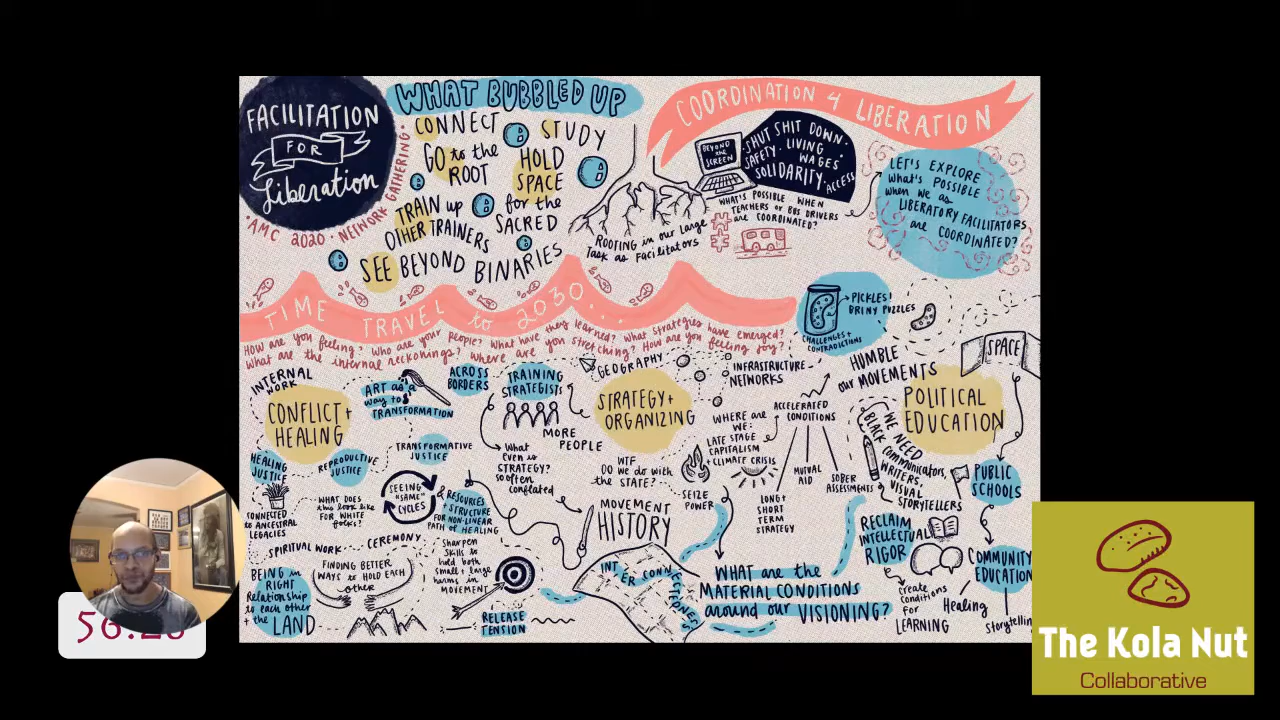 FACILITATION
FOR
Liberation
• AMC 2020 • NETWORK GATHERING •
WHAT BUBBLED UP
CONNECT
STUDY
GO to the
ROOT
HOLD
SPACE
for the
SACRED
TRAIN up
OTHER TRAINERS
SEE BEYOND BINARIES
COORDINATION 4 LIBERATION
BEYOND
the
SCREEN
SHUT SHIT DOWN •
SAFETY • LIVING
WAGES •
SOLIDARITY •
ACCESS
WHAT'S POSSIBLE WHEN
TEACHERS or BUS DRIVERS
are COORDINATED?
ROOTING in our LARGE
TASK as FACILITATORS
LET'S EXPLORE
what's POSSIBLE
when we as
LIBERATORY FACILITATORS
are COORDINATED?
TIME TRAVEL to 2030...
How are you feeling? Who are your people? What have they learned? What strategies have emerged?
What are the internal reckonings? Where are you stretching? How are you feeling joy?
PICKLES!
BRINY PUZZLES
CHALLENGES +
CONTRADICTIONS
INTERNAL
WORK
CONFLICT +
HEALING
ART as a
way to
TRANSFORMATION
ACROSS
BORDERS
TRAINING
STRATEGISTS
MORE
PEOPLE
GEOGRAPHY
STRATEGY +
ORGANIZING
INFRASTRUCTURE
NETWORKS
What
even is
STRATEGY?
so often
conflated
WTF
DO we do with
the STATE?
WHERE are
WE:
LATE STAGE
CAPITALISM
+ CLIMATE CRISIS
SEIZE
POWER
ACCELERATED
CONDITIONS
MUTUAL
AID
SOBER
ASSESSMENTS
LONG +
SHORT
TERM
STRATEGY
HUMBLE
our MOVEMENTS
POLITICAL
EDUCATION
SPACE
WE NEED
BLACK
communicators,
WRITERS,
VISUAL
STORYTELLERS
PUBLIC
SCHOOLS
RECLAIM
INTELLECTUAL
RIGOR
COMMUNITY
EDUCATION
create
conditions
FOR
LEARNING
Healing
HEALING
JUSTICE
REPRODUCTIVE
JUSTICE
TRANSFORMATIVE
JUSTICE
CONNECTED
to ANCESTRAL
LEGACIES
WHAT DOES
this look like
FOR WHITE
folks?
SEEING
"SAME"
CYCLES
& RESOURCES
STRUCTURE
FOR NON-LINEAR
PATH of HEALING
SPIRITUAL WORK
CEREMONY
BEING in
RIGHT
RELATIONSHIP
to each other
+ the LAND
FINDING BETTER
WAYS to HOLD EACH
other
Sharpen
skills to
hold both
small + large
harms in
MOVEMENT
RELEASE
TENSION
MOVEMENT
HISTORY
INTERCONNECTEDNESS
WHAT are the
MATERIAL CONDITIONS
around our VISIONING?
The Kola Nut
Collaborative